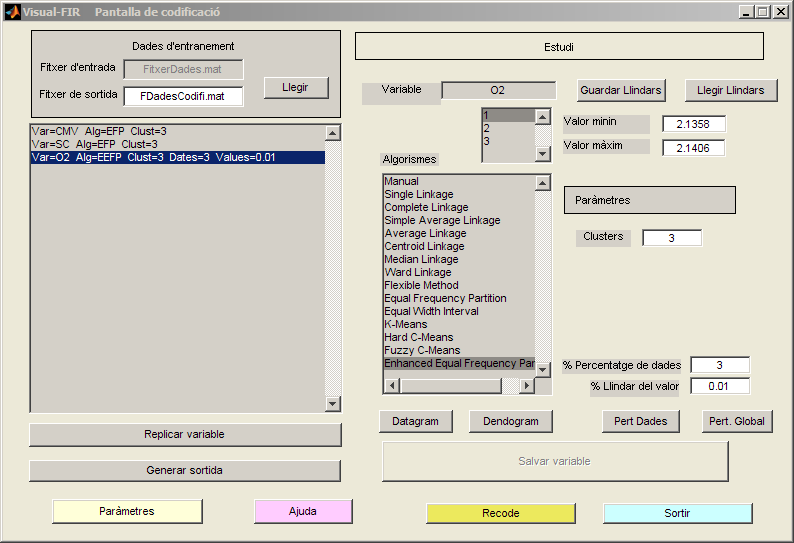 Visual-FIR   Pantalla de codificació
Dades d'entranement
Fitxer d'entrada
FitxerDades.mat
Fitxer de sortida
FDadesCodifi.mat
Llegir
Var=CMV  Alg=EFP  Clust=3
Var=SC  Alg=EFP  Clust=3
Var=O2  Alg=EEFP  Clust=3  Dates=3  Values=0.01
Replicar variable
Generar sortida
Paràmetres
Ajuda
Estudi
Variable
O2
Guardar Llindars
Llegir Llindars
1
2
3
Valor minin
2.1358
Valor màxim
2.1406
Algorismes
Manual
Single Linkage
Complete Linkage
Simple Average Linkage
Average Linkage
Centroid Linkage
Median Linkage
Ward Linkage
Flexible Method
Equal Frequency Partition
Equal Width Interval
K-Means
Hard C-Means
Fuzzy C-Means
Enhanced Equal Frequency Par
Paràmetres
Clusters
3
% Percentatge de dades
3
% Llindar del valor
0.01
Datagram
Dendogram
Pert Dades
Pert. Global
Salvar variable
Recode
Sortir